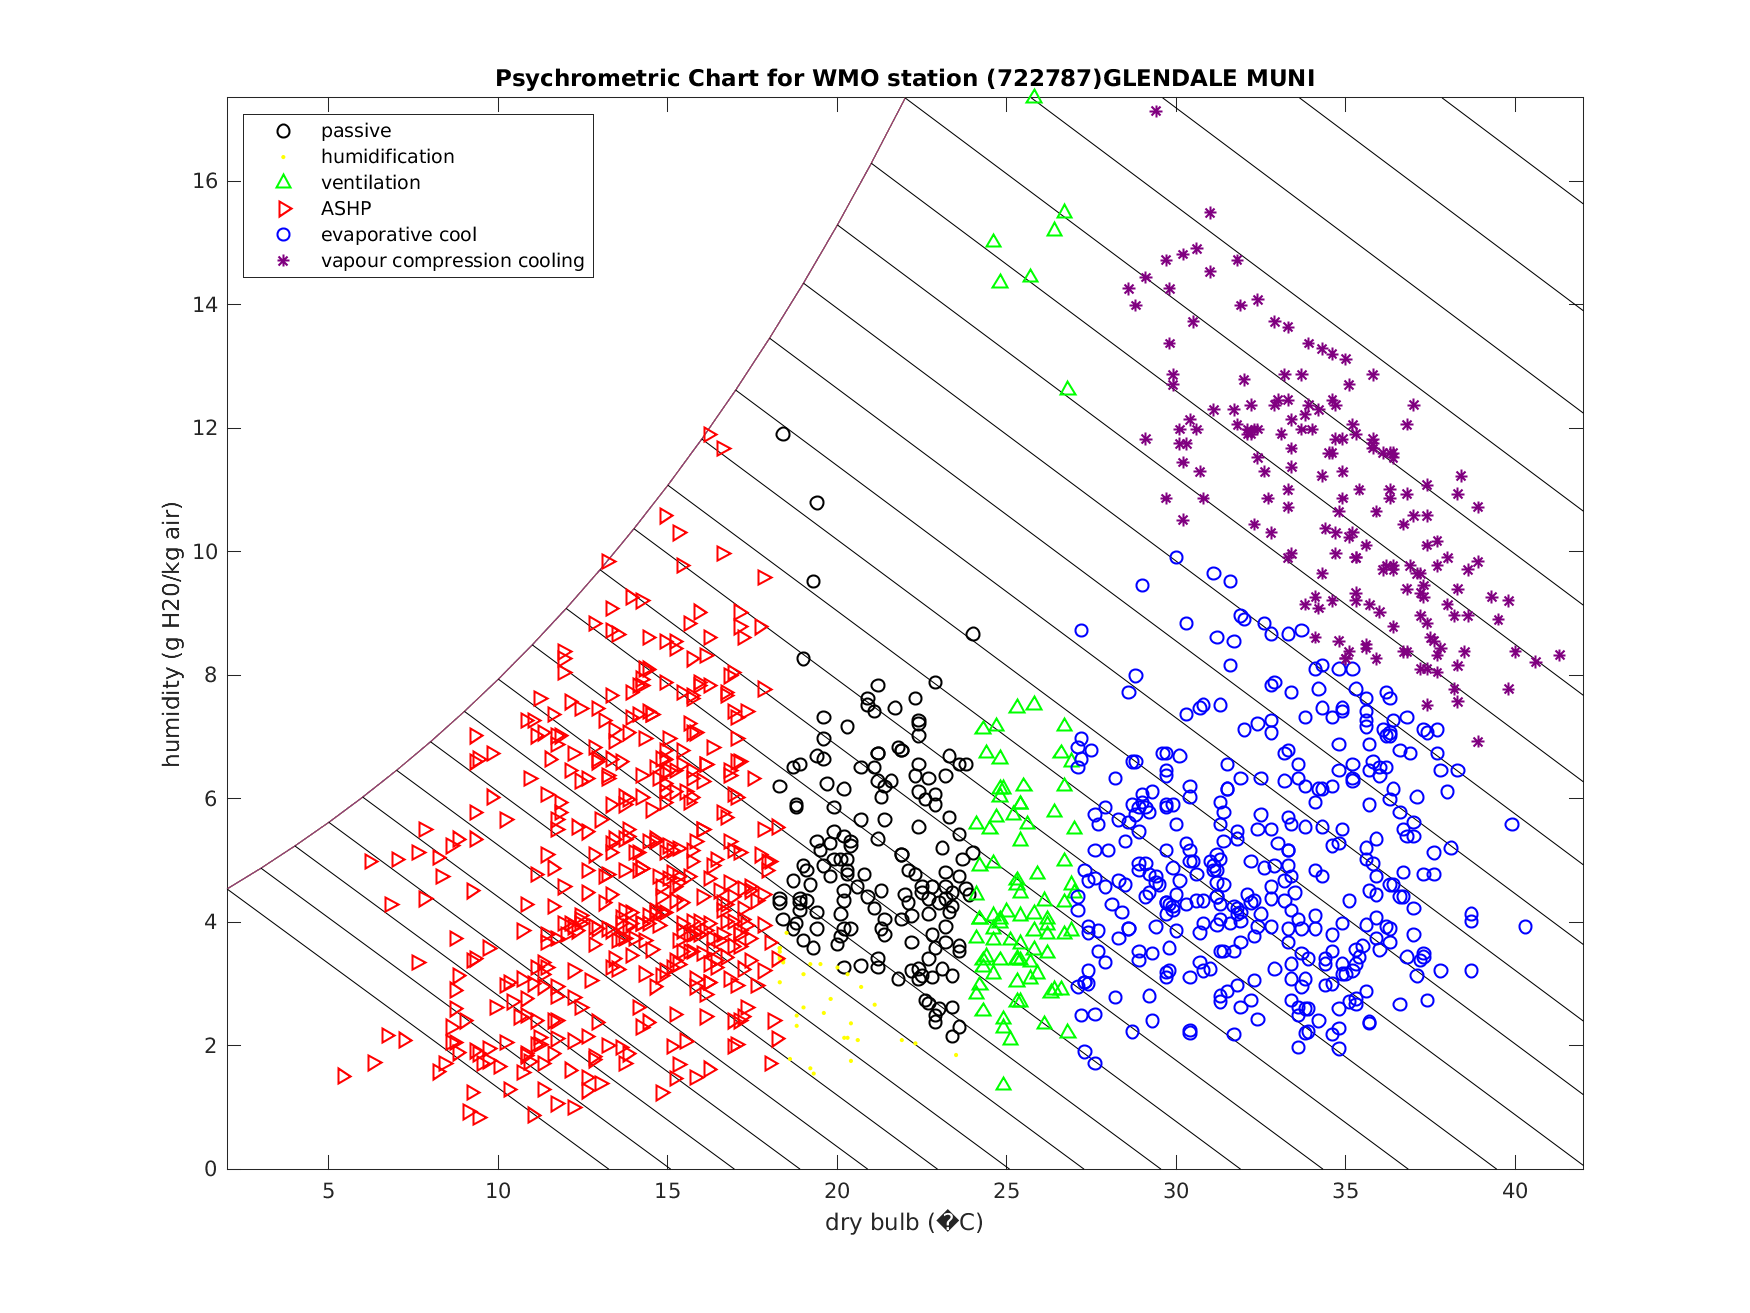 Psychrometric Chart for WMO station (722787)GLENDALE MUNI
passive
humidification
ventilation
ASHP
evaporative cool
vapour compression cooling
humidity (g H20/kg air)
16
14
12
10
8
6
4
2
0
5 10 15 20 25 30 35 40
dry bulb (�C)